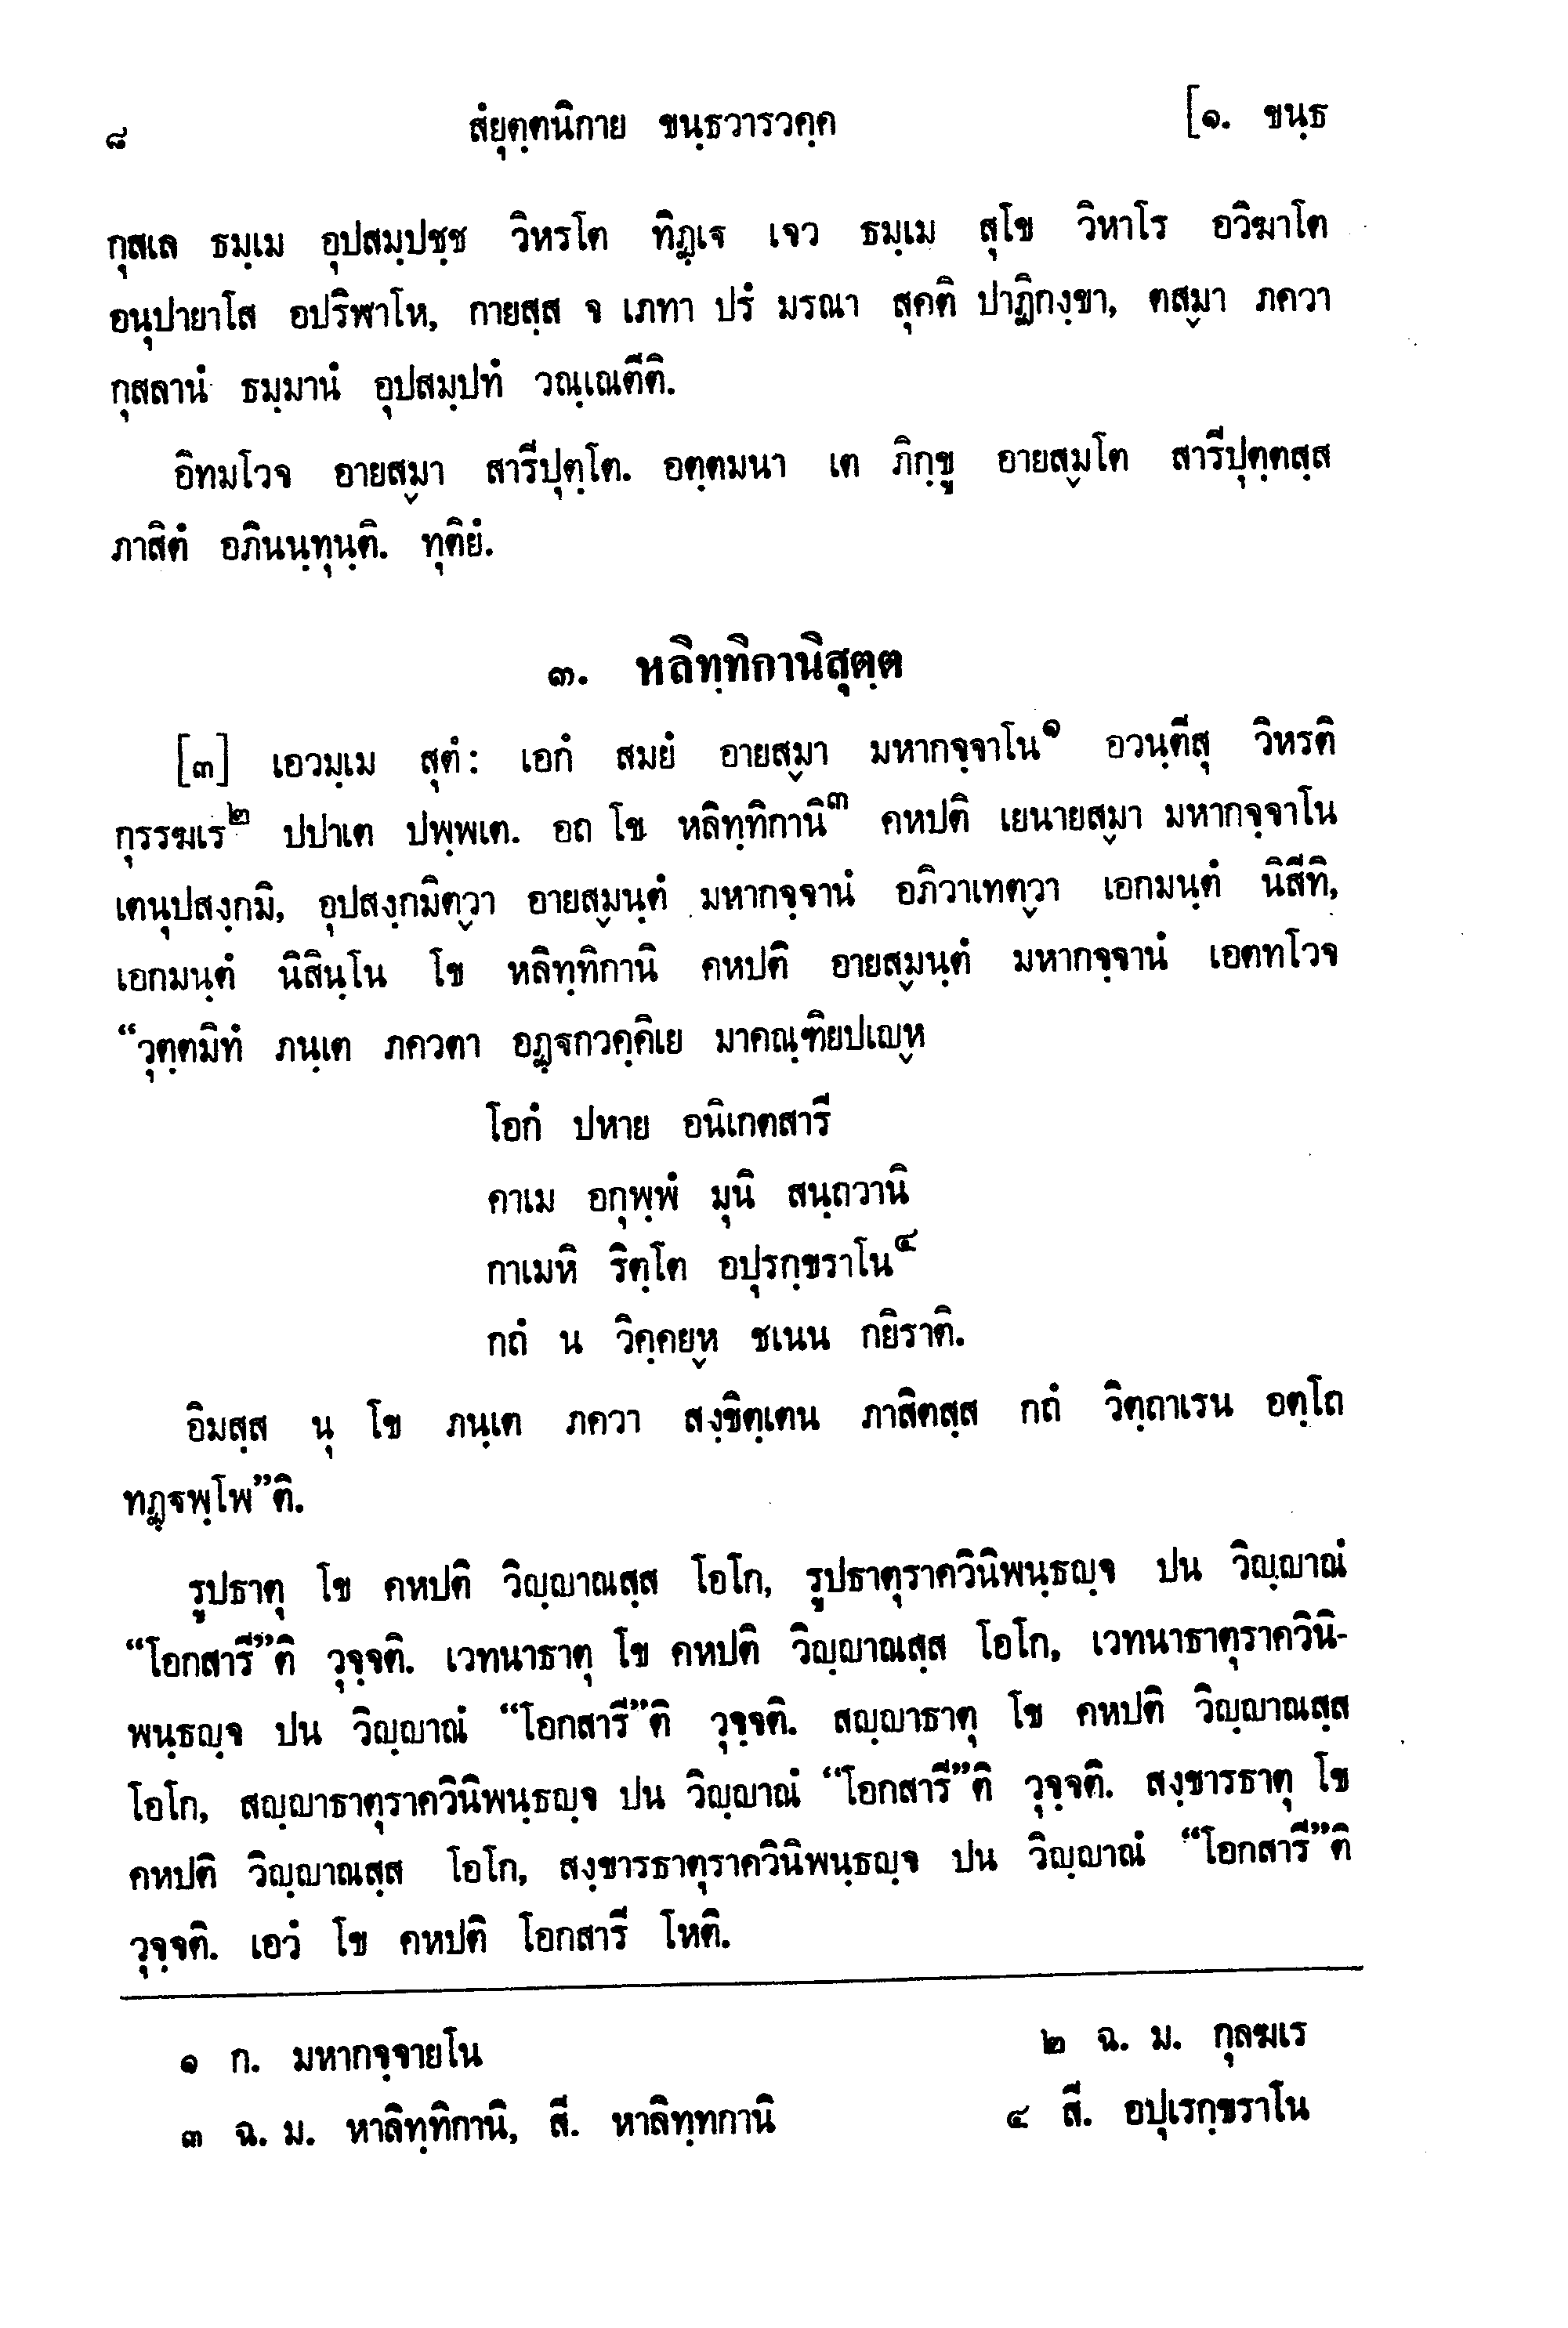 ๘ สํยุตฺตนิกาย ขนฺธวารวคฺค [๑. ขนฺธ
กุสเล ธมฺเม อุปสมฺปชฺช วิหรโต ทิฏฺเจ เจว ธมฺเม สุโข วิหาโร อวิฆาโต
อนุปายาโส อปริฬาโห, กายสฺส จ เภทา ปรํ มรณา สุคติ ปาฏิกงฺขา, ตสฺมา ภควา
กุสลานํ ธมฺมานํ อุปสมฺปทํ วณฺเณตีติ.
อิทมโวจ อายสฺมา สารีปุตฺโต. อตฺตมนา เต ภิกฺขู อายสฺมโต สารีปุตฺตสฺส
ภาสิตํ อภินนฺทุนฺติ. ทุติยํ.
๓. หลิทฺทิกานิสุตฺต
[๓] เอวมฺเม สุตํ: เอกํ สมยํ อายสฺมา มหากจฺจาโน๑ อวนฺตีสุ วิหรติ
กุรรฆเร๒ ปปาเต ปพฺพเต. อถ โข หลิทฺทิกานิ๓ คหปติ เยนายสฺมา มหากจฺจาโน
เตนุปสงฺกมิ, อุปสงฺกมิตฺวา อายสฺมนฺตํ มหากจฺจานํ อภิวาเทตฺวา เอกมนฺตํ นิสีทิ,
เอกมนฺตํ นิสินฺโน โข หลิทฺทิกานิ คหปติ อายสฺมนฺตํ มหากจฺจานํ เอตทโวจ
“วุตฺตมิทํ ภนฺเต ภควตา อฏฺฐกวคฺคิเย มาคณฺฑิยปเญฺห
โอกํ ปหาย อนิเกตสารี
คาเม อกุพฺพํ มุนิ สนฺถวานิ
กาเมหิ ริตฺโต อปุรกฺขราโน๔
กถํ น วิคฺคยฺห ชเนน กยิราติ.
อิมสฺส นุ โข ภนฺเต ภควา สงฺขิตฺเตน ภาสิตสฺส กถํ วิตฺถาเรน อตฺโถ
ทฏฺฐพฺโพ”ติ.
รูปธาตุ โข คหปติ วิญฺญาณสฺส โอโก, รูปธาตุราควินิพนฺธญฺจ ปน วิญฺญาณํ
“โอกสารี”ติ วุจฺจติ. เวทนาธาตุ โข คหปติ วิญฺญาณสฺส โอโก, เวทนาธาตุราควินิ-
พนฺธญฺจ ปน วิญฺญาณํ “โอกสารี”ติ วุจฺจติ. สญฺญาธาตุ โข คหปติ วิญฺญาณสฺส
โอโก, สญฺญาธาตุราควินิพนฺธญฺจ ปน วิญฺญาณํ “โอกสารี”ติ วุจฺจติ. สงฺขารธาตุ โข
คหปติ วิญฺญาณสฺส โอโก, สงฺขารธาตุราควินิพนฺธญฺจ ปน วิญฺญาณํ “โอกสารี”ติ
วุจฺจติ. เอวํ โข คหปติ โอกสารี โหติ.
๑ ก. มหากจฺจายโน ๒ ฉ. ม. กุลฆเร
๓ ฉ. ม. หาลิทฺทิกานิ, สี. หาลิทฺทกานิ ๔ สี. อปุเรกฺขราโน